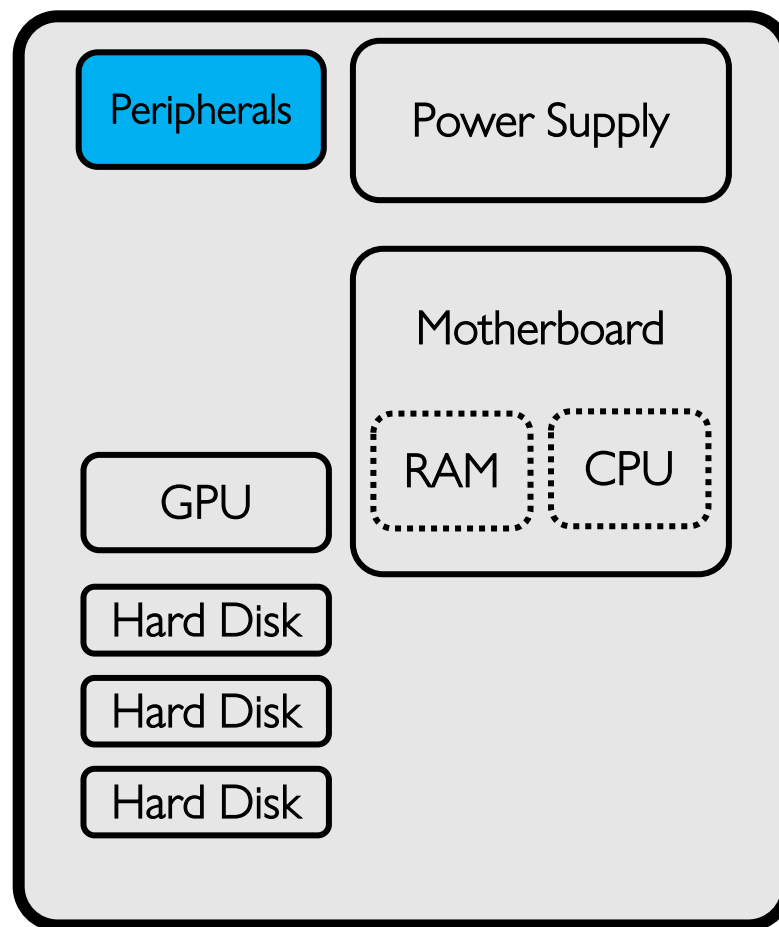 Peripherals
Power Supply
Motherboard
RAM
CPU
GPU
Hard Disk
Hard Disk
Hard Disk